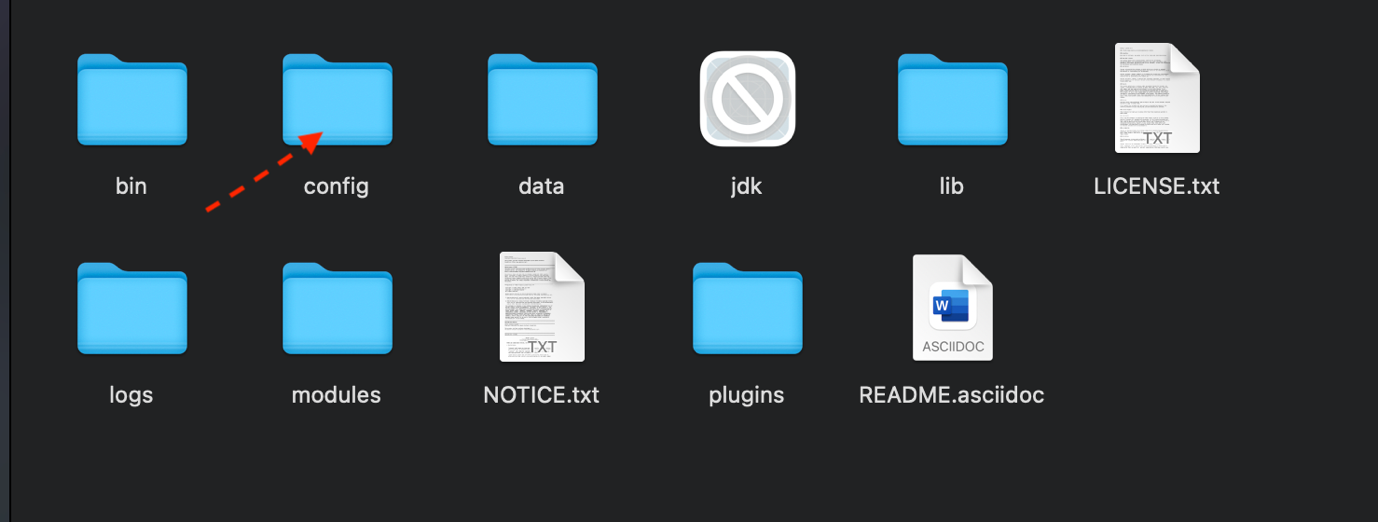 bin
config
data
jdk
lib
TXT
LICENSE.txt
logs
modules
TXT
NOTICE.txt
plugins
W
ASCIIDOC
README.asciidoc